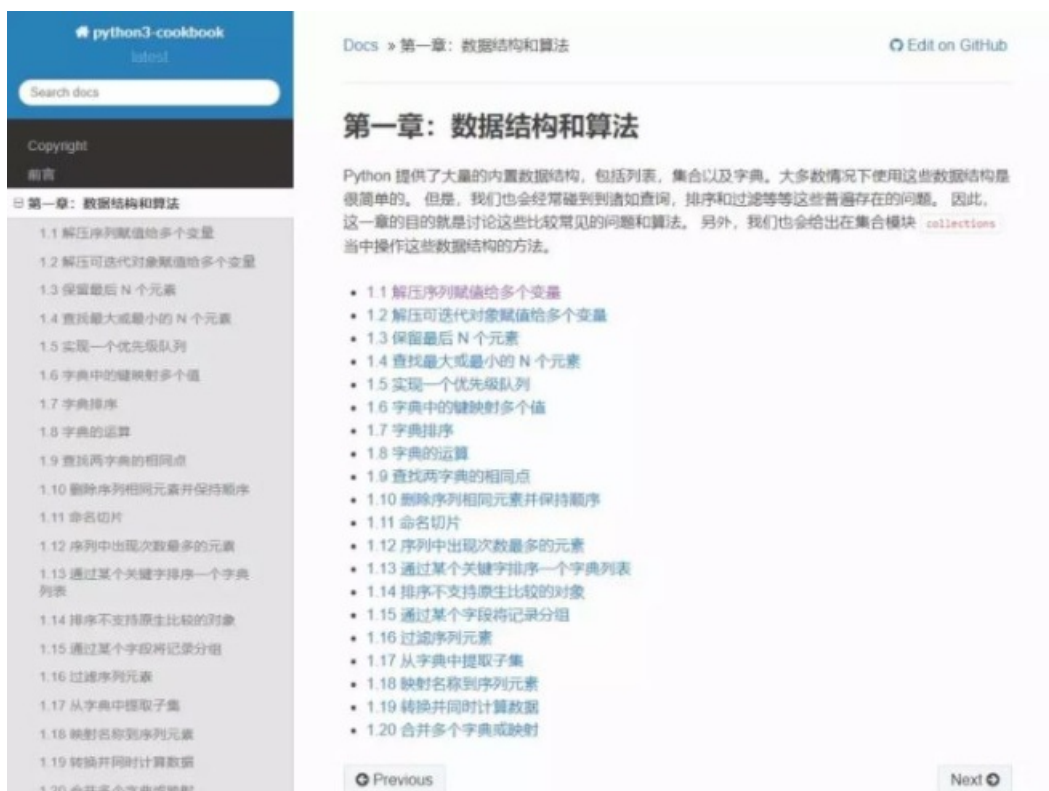 python3-cookbook
latest
Search docs
Copyright
前言
第一章：数据结构和算法
1.1 解压序列赋值给多个变量
1.2 解压可迭代对象赋值给多个变量
1.3 保留最后 N 个元素
1.4 查找最大或最小的 N 个元素
1.5 实现一个优先级队列
1.6 字典中的键映射多个值
1.7 字典排序
1.8 字典的运算
1.9 查找两字典的相同点
1.10 删除序列相同元素并保持顺序
1.11 命名切片
1.12 序列中出现次数最多的元素
1.13 通过某个关键字排序一个字典
列表
1.14 排序不支持原生比较的对象
1.15 通过某个字段将记录分组
1.16 过滤序列元素
1.17 从字典中提取子集
1.18 映射名称到序列元素
1.19 转换并同时计算数据
1.20 合并多个字典或映射
Docs » 第一章：数据结构和算法
Edit on GitHub
第一章：数据结构和算法
Python 提供了大量的内置数据结构，包括列表，集合以及字典。大多数情况下使用这些数据结构是
很简单的。 但是，我们也会经常碰到到诸如查询，排序和过滤等等这些普遍存在的问题。 因此，
这一章的目的就是讨论这些比较常见的问题和算法。 另外，我们也会给出在集合模块 collections
当中操作这些数据结构的方法。
• 1.1 解压序列赋值给多个变量
• 1.2 解压可迭代对象赋值给多个变量
• 1.3 保留最后 N 个元素
• 1.4 查找最大或最小的 N 个元素
• 1.5 实现一个优先级队列
• 1.6 字典中的键映射多个值
• 1.7 字典排序
• 1.8 字典的运算
• 1.9 查找两字典的相同点
• 1.10 删除序列相同元素并保持顺序
• 1.11 命名切片
• 1.12 序列中出现次数最多的元素
• 1.13 通过某个关键字排序一个字典列表
• 1.14 排序不支持原生比较的对象
• 1.15 通过某个字段将记录分组
• 1.16 过滤序列元素
• 1.17 从字典中提取子集
• 1.18 映射名称到序列元素
• 1.19 转换并同时计算数据
• 1.20 合并多个字典或映射
Previous
Next